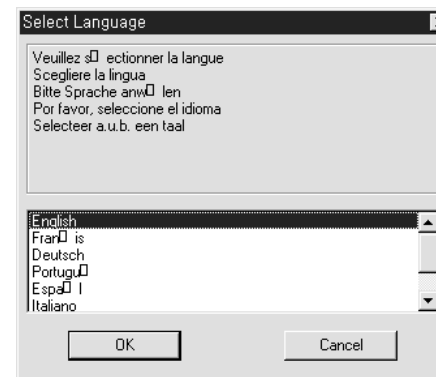 Select Language
Veuillez s□ ectionner la langue
Scegliere la lingua
Bitte Sprache anw□ len
Por favor, seleccione el idioma
Selecteer a.u.b. een taal
English
Fran□ is
Deutsch
Portugu□
Espa□ l
Italiano
OK
Cancel